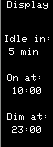 Display
Idle in:
5 min
On at:
10:00
Dim at:
23:00